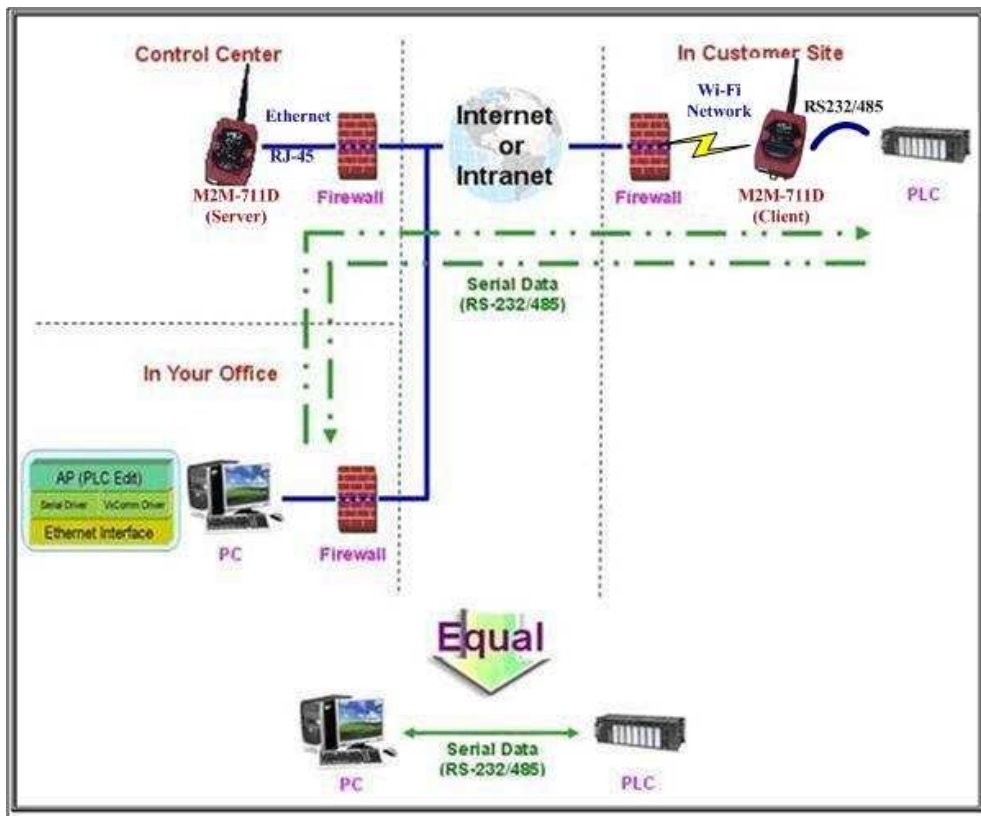 Control Center
In Customer Site
Ethernet
RJ-45
M2M-711D
(Server)
Firewall
Internet
or
Intranet
Wi-Fi
Network
RS232/485
Firewall
M2M-711D
(Client)
PLC
Serial Data
(RS-232/485)
In Your Office
AP (PLC Edit)
Serial Driver
VxComm Driver
Ethernet Interface
PC
Firewall
Equal
Serial Data
(RS-232/485)
PC
PLC